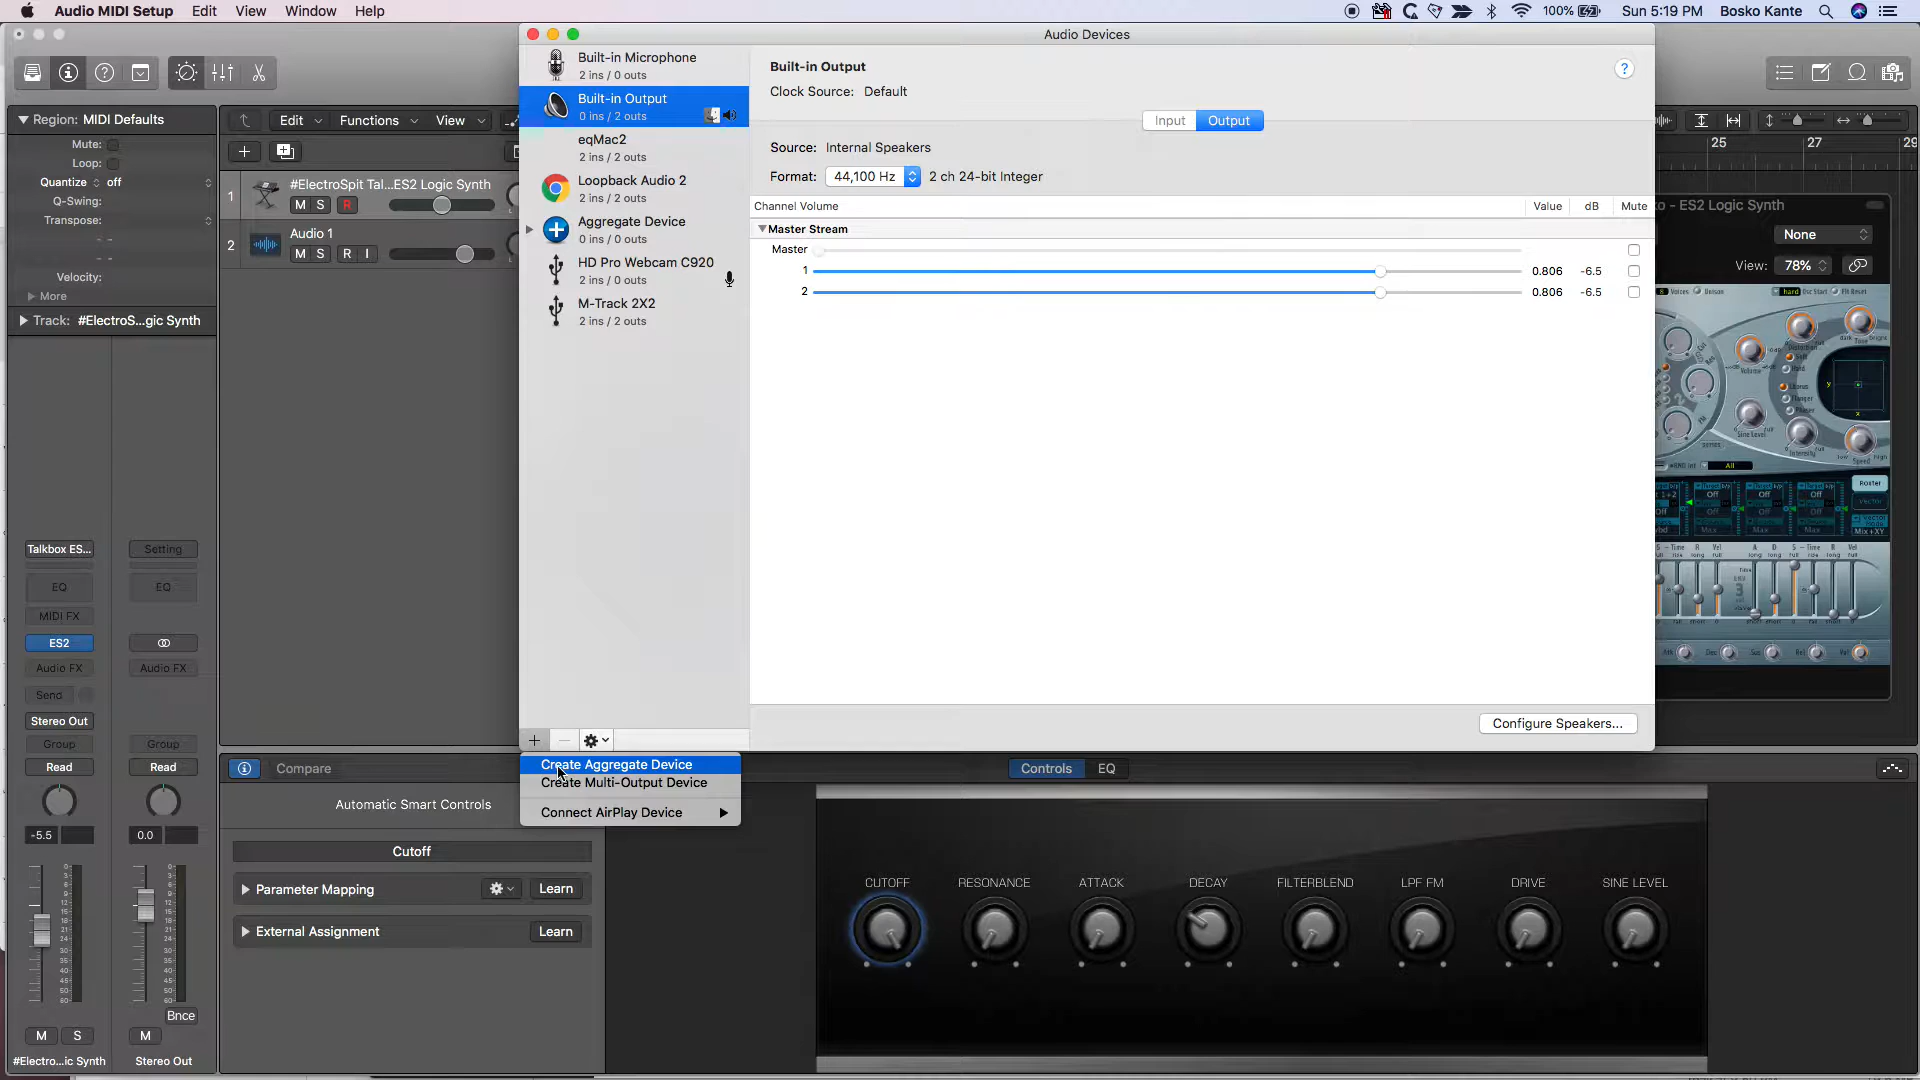 Audio MIDI Setup Edit View Window Help
100% Sun 5:19 PM Bosko Kante
Audio Devices
Built-in Microphone
2 ins / 0 outs
Built-in Output
0 ins / 2 outs
eqMac2
2 ins / 2 outs
Loopback Audio 2
2 ins / 2 outs
Aggregate Device
0 ins / 0 outs
HD Pro Webcam C920
2 ins / 0 outs
M-Track 2X2
2 ins / 2 outs
Built-in Output
?
Clock Source: Default
Input Output
Source: Internal Speakers
Format: 44,100 Hz 2 ch 24-bit Integer
Channel Volume Value dB Mute
Master Stream
Master
1 0.806 -6.5
2 0.806 -6.5
Configure Speakers...
Create Aggregate Device
Create Multi-Output Device
Connect AirPlay Device
Region: MIDI Defaults
Mute:
Loop:
Quantize off
Q-Swing:
Transpose:
Velocity:
More
Track: #ElectroS...gic Synth
Edit Functions View
1 #ElectroSpit Tal...ES2 Logic Synth
M S R
2 Audio 1
M S R I
25 27 29
o - ES2 Logic Synth
None
View: 78%
Talkbox ES... Setting
EQ EQ
MIDI FX
ES2
Audio FX Audio FX
Send
Stereo Out
Group Group
Read Read
-5.5 0.0
Bnce
M S M
#Electro...ic Synth Stereo Out
Compare
Controls EQ
Automatic Smart Controls
Cutoff
Parameter Mapping Learn
External Assignment Learn
CUTOFF RESONANCE ATTACK DECAY FILTERBLEND LPF FM DRIVE SINE LEVEL